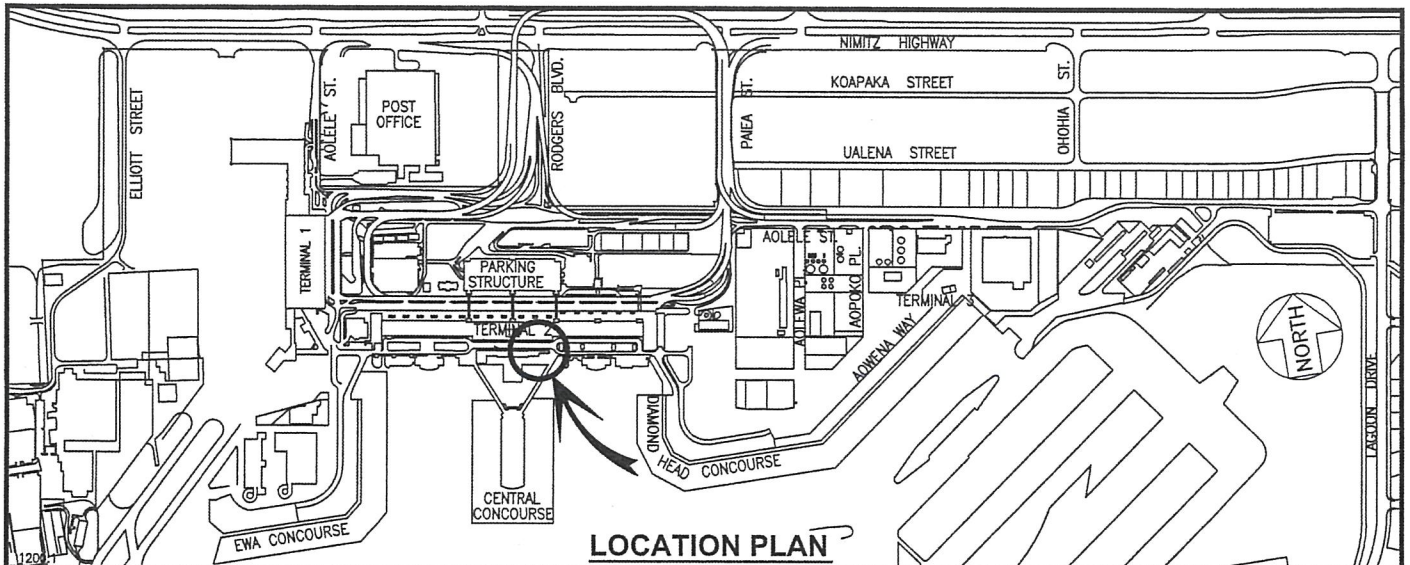 NIMITZ HIGHWAY
KOAPAKA STREET
UALENA STREET
ELLIOTT STREET
AOLELE ST.
POST
OFFICE
RODGERS BLVD.
PAIEA ST.
OHOHIA ST.
TERMINAL 1
PARKING
STRUCTURE
TERMINAL 2
AOLELE ST.
AOLEWA PL.
AOPOKO PL.
TERMINAL 3
AOWENA WAY
NORTH
LAGOON DRIVE
DIAMOND
HEAD CONCOURSE
CENTRAL
CONCOURSE
EWA CONCOURSE
LOCATION PLAN